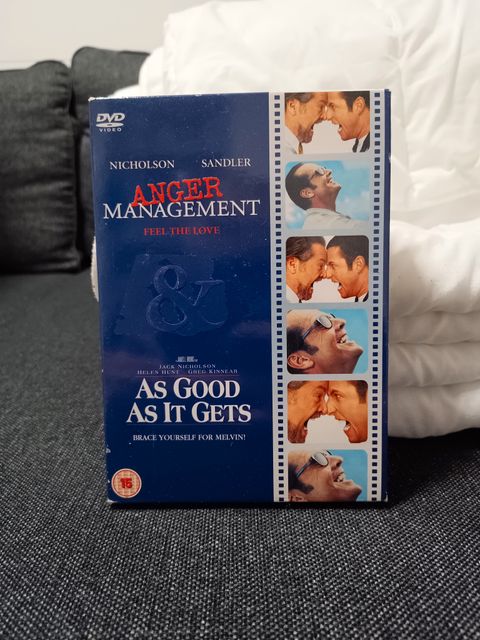 DVD
VIDEO
NICHOLSON SANDLER
ANGER
MANAGEMENT
FEEL THE LOVE
&
JACK NICHOLSON
HELEN HUNT GREG KINNEAR
AS GOOD
AS IT GETS
BRACE YOURSELF FOR MELVIN!
15